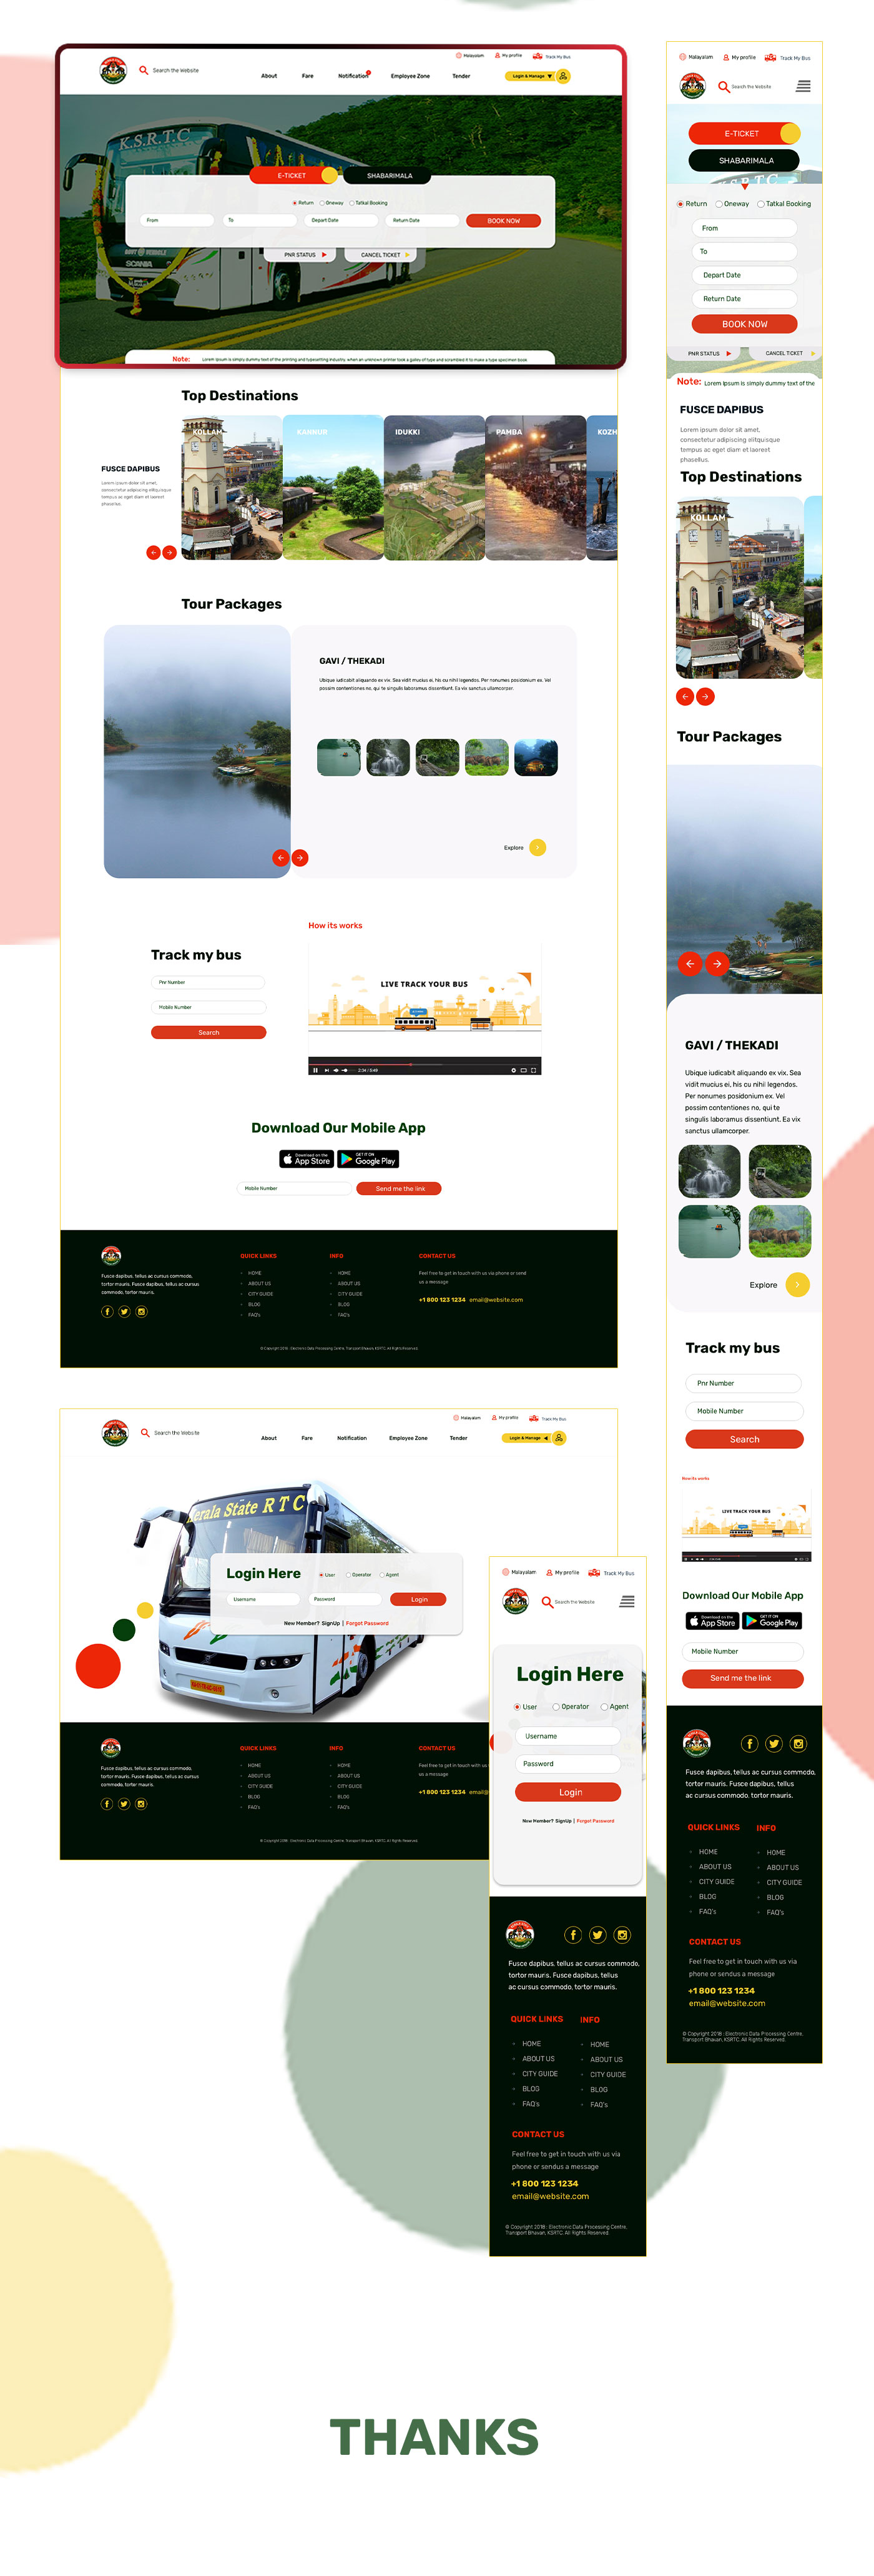 Malayalam My profile Track My Bus
Search the Website
About Fare Notification Employee Zone Tender Login & Manage
K.S.R.T.C
E-TICKET SHABARIMALA
Return Oneway Tatkal Booking
From To Depart Date Return Date BOOK NOW
PNR STATUS CANCEL TICKET
SCANIA
Note: Lorem Ipsum is simply dummy text of the printing and typesetting industry. when an unknown printer took a galley of type and scrambled it to make a type specimen book.
Top Destinations
KOLLAM KANNUR IDUKKI PAMBA KOZH
FUSCE DAPIBUS
Lorem ipsum dolor sit amet,
consectetur adipiscing elitquisque
tempus ac eget diam et laoreet
phasellus.
Tour Packages
GAVI / THEKADI
Ubique iudicabit aliquando ex vix. Sea vidit mucius ei, his cu nihil legendos. Per nonumes posidonium ex. Vel
possim contentiones no, qui te singulis laboramus dissentiunt. Ea vix sanctus ullamcorper.
Explore
How its works
Track my bus
Pnr Number
Mobile Number
Search
LIVE TRACK YOUR BUS
2:34 / 5:48
Download Our Mobile App
Download on the App Store GET IT ON Google Play
Mobile Number Send me the link
QUICK LINKS INFO CONTACT US
Fusce dapibus, tellus ac cursus commodo,
tortor mauris. Fusce dapibus, tellus ac cursus
commodo, tortor mauris.
HOME
ABOUT US
CITY GUIDE
BLOG
FAQ's
HOME
ABOUT US
CITY GUIDE
BLOG
FAQ's
Feel free to get in touch with us via phone or send
us a message
+1 800 123 1234 email@website.com
© Copyright 2018 : Electronic Data Processing Centre, Transport Bhavan, KSRTC. All Rights Reserved.
Malayalam My profile Track My Bus
Search the Website
About Fare Notification Employee Zone Tender Login & Manage
Kerala State R T C
Login Here User Operator Agent
Username Password Login
New Member? SignUp | Forgot Password
QUICK LINKS INFO CONTACT US
Fusce dapibus, tellus ac cursus commodo,
tortor mauris. Fusce dapibus, tellus ac cursus
commodo, tortor mauris.
HOME
ABOUT US
CITY GUIDE
BLOG
FAQ's
HOME
ABOUT US
CITY GUIDE
BLOG
FAQ's
Feel free to get in touch with us
us a message
+1 800 123 1234 email@
© Copyright 2018 : Electronic Data Processing Centre, Transport Bhavan, KSRTC. All Rights Reserved.
Malayalam My profile Track My Bus
Search the Website
Login Here
User Operator Agent
Username
Password
Login
New Member? SignUp | Forgot Password
Fusce dapibus, tellus ac cursus commodo,
tortor mauris. Fusce dapibus, tellus
ac cursus commodo, tortor mauris.
QUICK LINKS INFO
HOME HOME
ABOUT US ABOUT US
CITY GUIDE CITY GUIDE
BLOG BLOG
FAQ's FAQ's
CONTACT US
Feel free to get in touch with us via
phone or sendus a message
+1 800 123 1234
email@website.com
© Copyright 2018 : Electronic Data Processing Centre,
Transport Bhavan, KSRTC. All Rights Reserved.
Malayalam My profile Track My Bus
Search the Website
E-TICKET
SHABARIMALA
Return Oneway Tatkal Booking
From
To
Depart Date
Return Date
BOOK NOW
PNR STATUS CANCEL TICKET
Note: Lorem Ipsum is simply dummy text of the
FUSCE DAPIBUS
Lorem ipsum dolor sit amet,
consectetur adipiscing elitquisque
tempus ac eget diam et laoreet
phasellus.
Top Destinations
KOLLAM
Tour Packages
GAVI / THEKADI
Ubique iudicabit aliquando ex vix. Sea
vidit mucius ei, his cu nihil legendos.
Per nonumes posidonium ex. Vel
possim contentiones no, qui te
singulis laboramus dissentiunt. Ea vix
sanctus ullamcorper.
Explore
Track my bus
Pnr Number
Mobile Number
Search
How its works
LIVE TRACK YOUR BUS
Download Our Mobile App
Download on the App Store GET IT ON Google Play
Mobile Number
Send me the link
Fusce dapibus, tellus ac cursus commodo,
tortor mauris. Fusce dapibus, tellus
ac cursus commodo, tortor mauris.
QUICK LINKS INFO
HOME HOME
ABOUT US ABOUT US
CITY GUIDE CITY GUIDE
BLOG BLOG
FAQ's FAQ's
CONTACT US
Feel free to get in touch with us via
phone or sendus a message
+1 800 123 1234
email@website.com
© Copyright 2018 : Electronic Data Processing Centre,
Transport Bhavan, KSRTC. All Rights Reserved.
THANKS